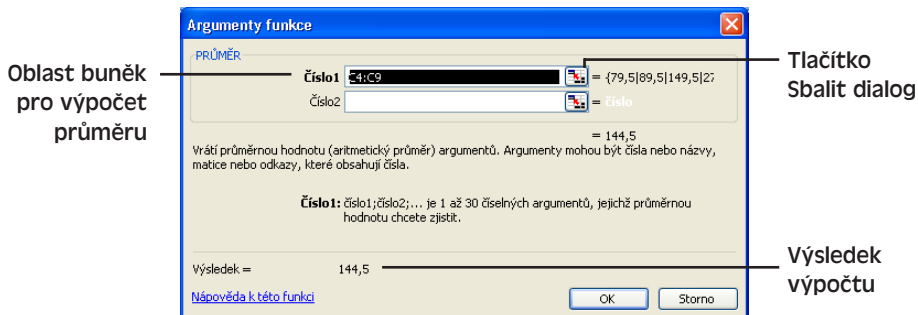 Argumenty funkce
PRŮMĚR
Číslo1 C4:C9 = {79,5|89,5|149,5|27
Číslo2 = číslo
= 144,5
Vrátí průměrnou hodnotu (aritmetický průměr) argumentů. Argumenty mohou být čísla nebo názvy,
matice nebo odkazy, které obsahují čísla.
Číslo1: číslo1;číslo2;... je 1 až 30 číselných argumentů, jejichž průměrnou
hodnotu chcete zjistit.
Výsledek = 144,5
Nápověda k této funkci OK Storno
Oblast buněk
pro výpočet
průměru
Tlačítko
Sbalit dialog
Výsledek
výpočtu